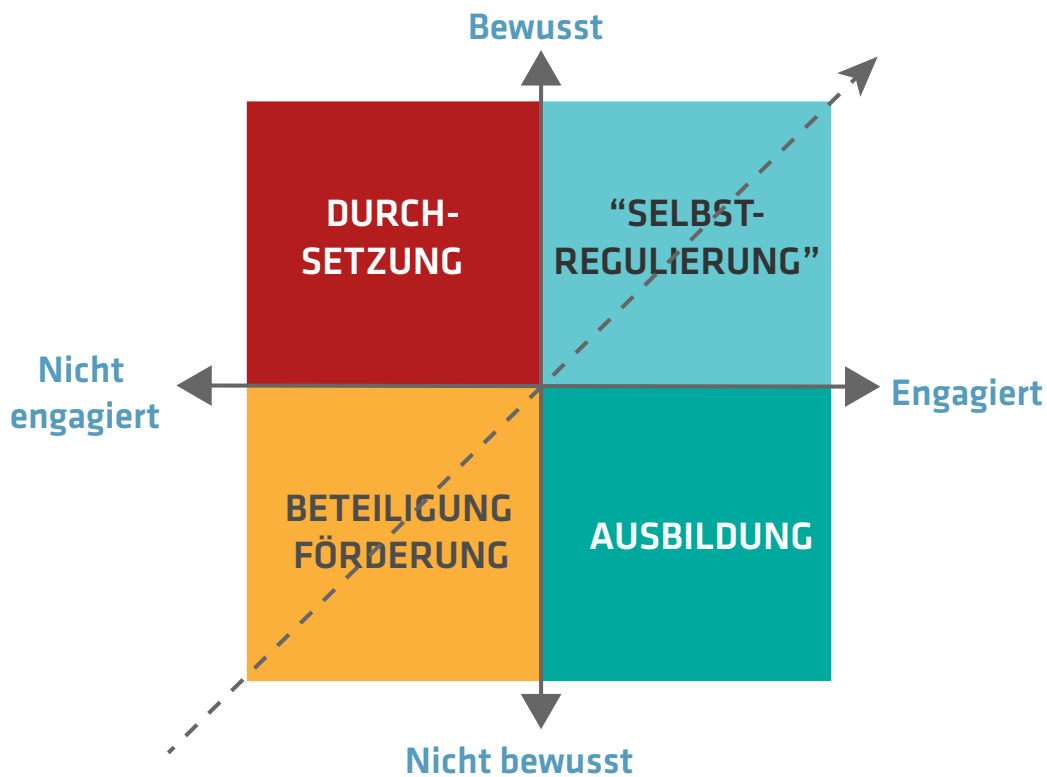 Bewusst
DURCH-
SETZUNG
“SELBST-
REGULIERUNG”
Nicht
engagiert
Engagiert
BETEILIGUNG
FÖRDERUNG
AUSBILDUNG
Nicht bewusst